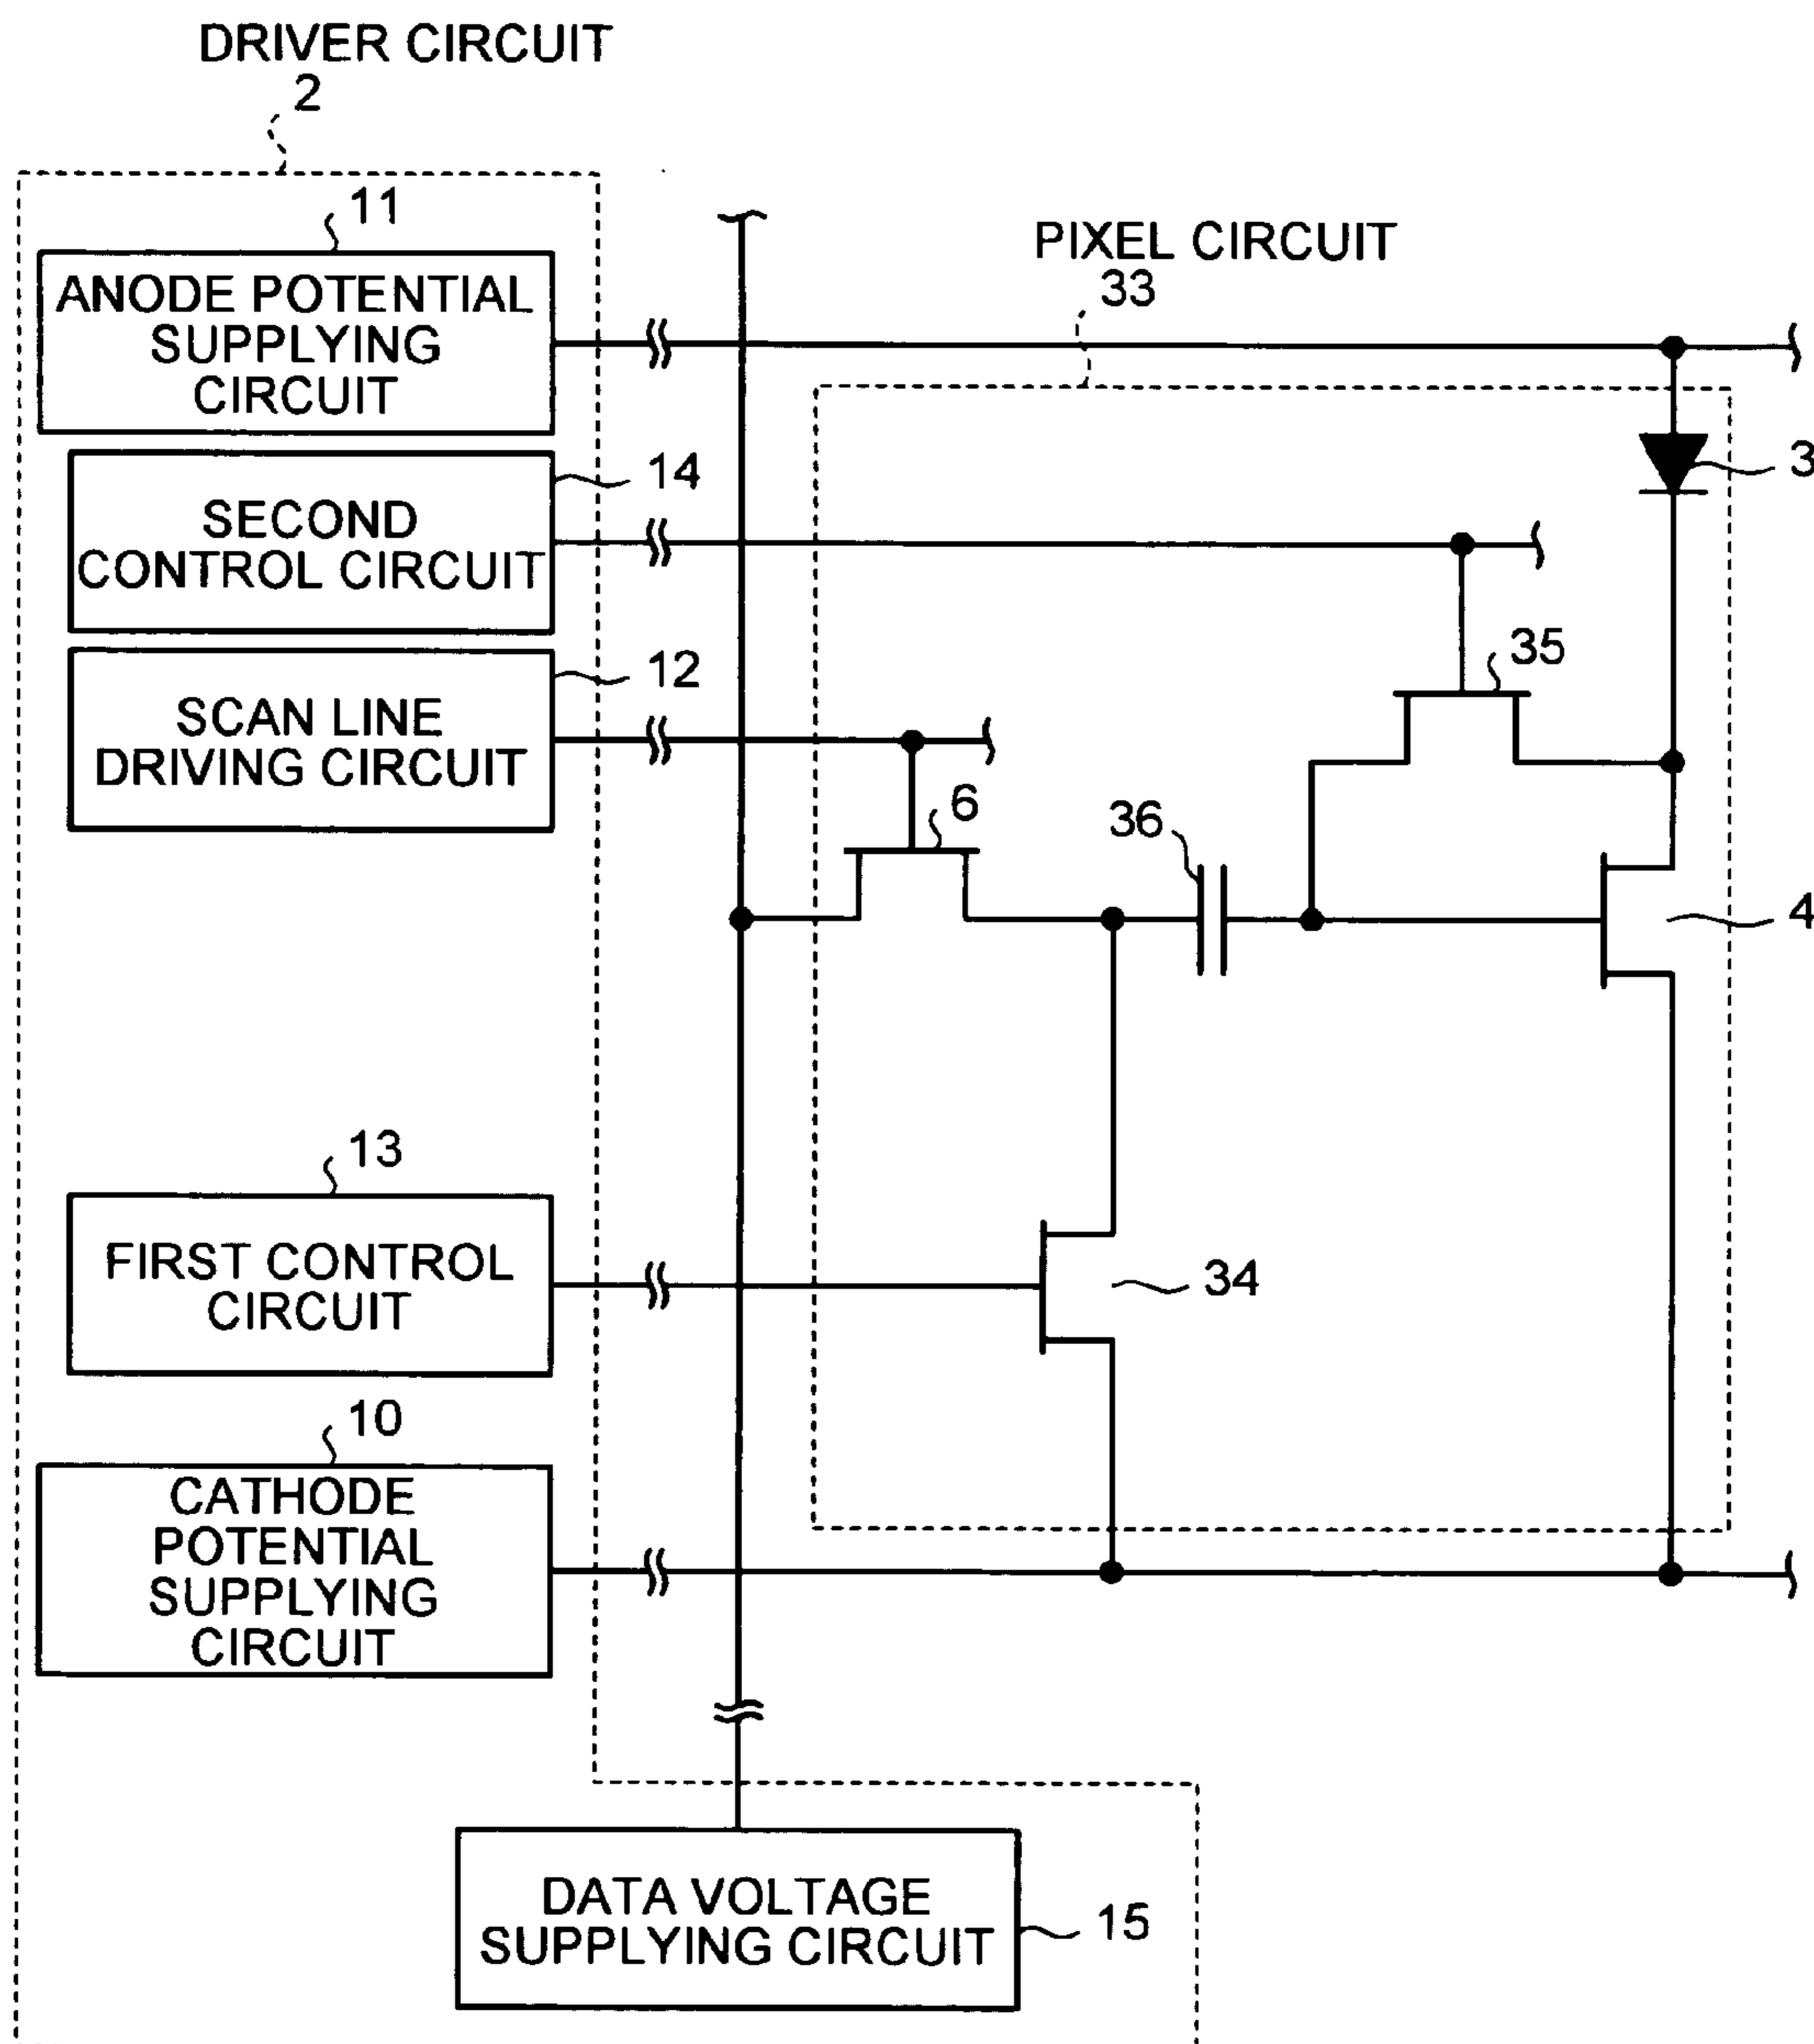 DRIVER CIRCUIT
2
11
ANODE POTENTIAL
SUPPLYING
CIRCUIT
PIXEL CIRCUIT
33
3
14
SECOND
CONTROL CIRCUIT
35
12
SCAN LINE
DRIVING CIRCUIT
6
36
4
13
FIRST CONTROL
CIRCUIT
34
10
CATHODE
POTENTIAL
SUPPLYING
CIRCUIT
DATA VOLTAGE
SUPPLYING CIRCUIT
15